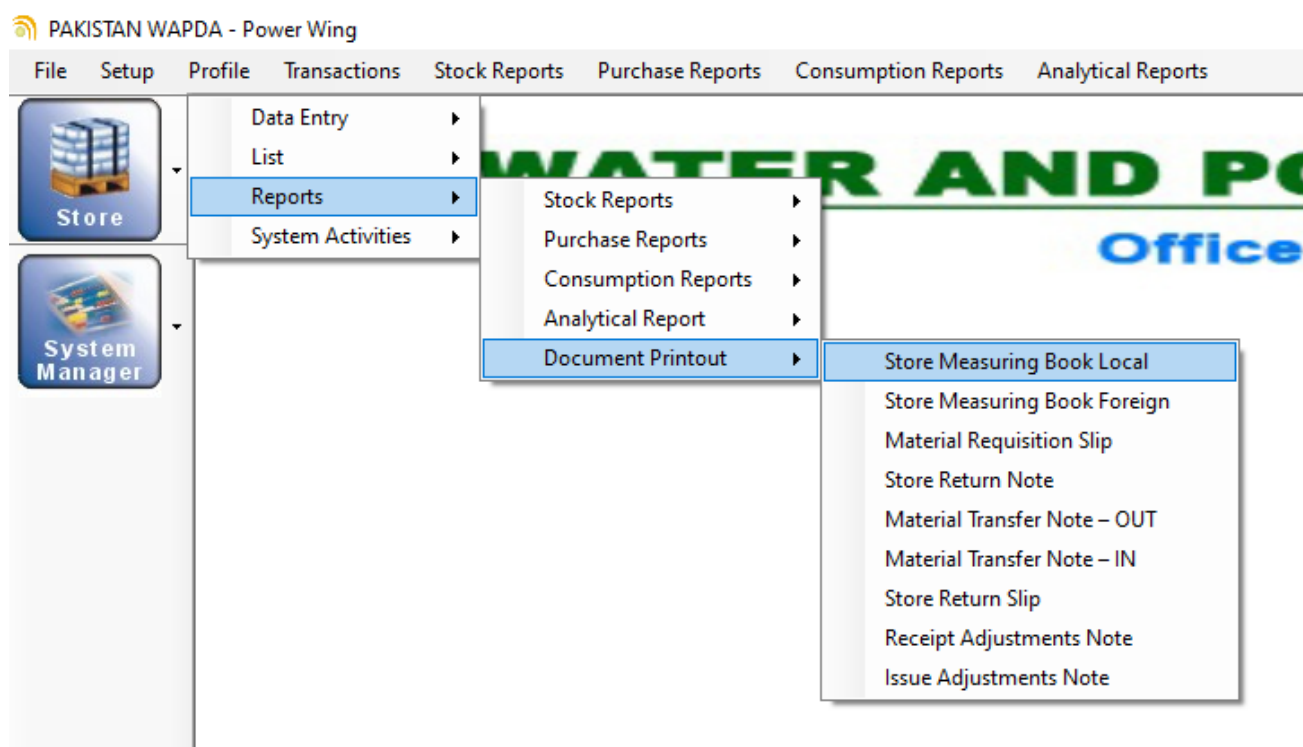 PAKISTAN WAPDA - Power Wing
File Setup Profile Transactions Stock Reports Purchase Reports Consumption Reports Analytical Reports
Store
System
Manager
Data Entry
List
Reports
System Activities
WATER AND
Office
Stock Reports
Purchase Reports
Consumption Reports
Analytical Report
Document Printout
Store Measuring Book Local
Store Measuring Book Foreign
Material Requisition Slip
Store Return Note
Material Transfer Note – OUT
Material Transfer Note – IN
Store Return Slip
Receipt Adjustments Note
Issue Adjustments Note